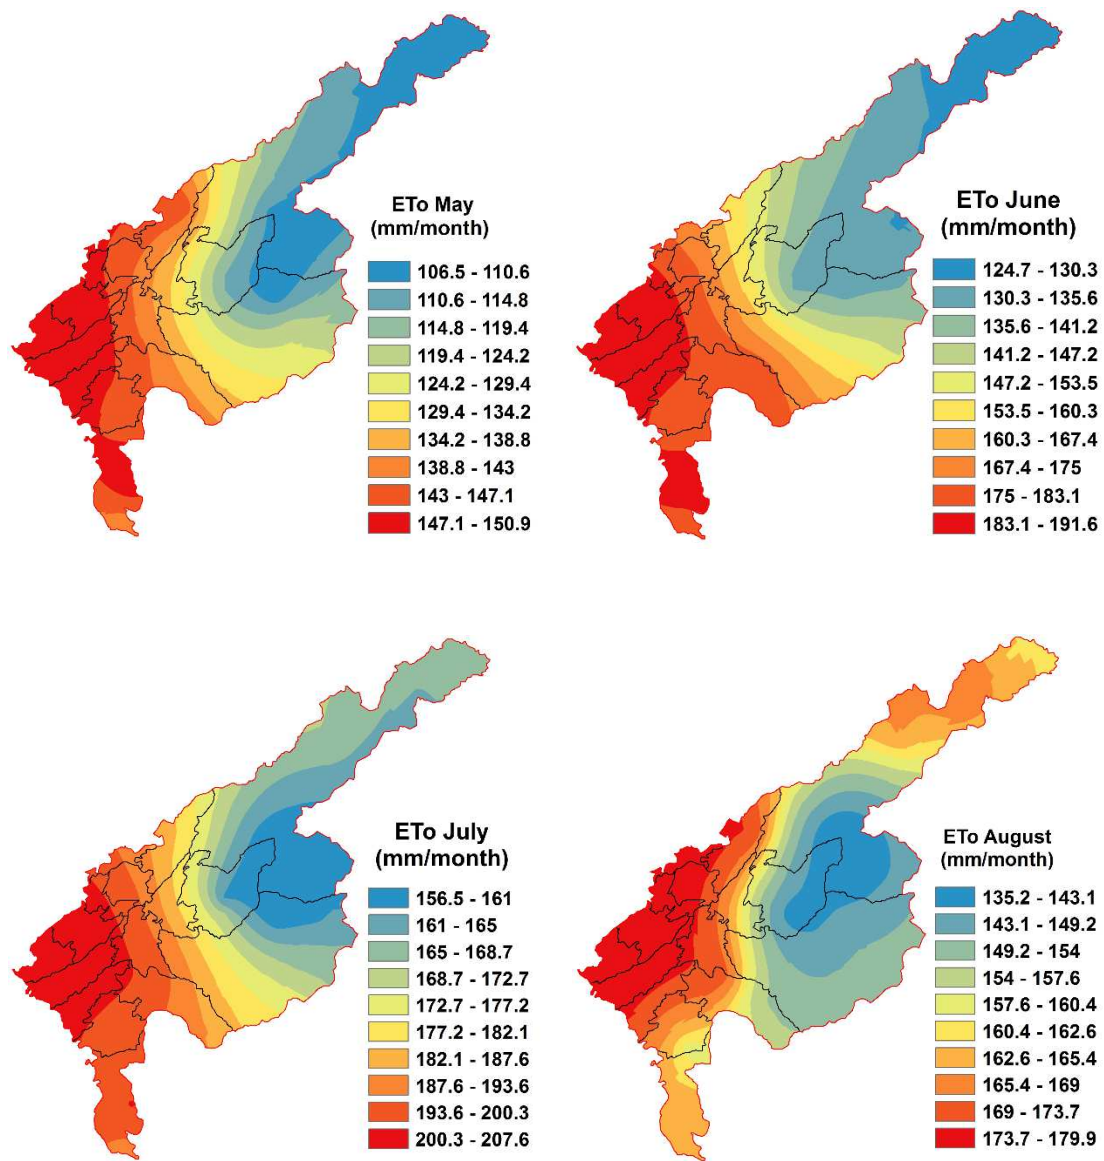 ETo May
(mm/month)
106.5 - 110.6
110.6 - 114.8
114.8 - 119.4
119.4 - 124.2
124.2 - 129.4
129.4 - 134.2
134.2 - 138.8
138.8 - 143
143 - 147.1
147.1 - 150.9
ETo June
(mm/month)
124.7 - 130.3
130.3 - 135.6
135.6 - 141.2
141.2 - 147.2
147.2 - 153.5
153.5 - 160.3
160.3 - 167.4
167.4 - 175
175 - 183.1
183.1 - 191.6
ETo July
(mm/month)
156.5 - 161
161 - 165
165 - 168.7
168.7 - 172.7
172.7 - 177.2
177.2 - 182.1
182.1 - 187.6
187.6 - 193.6
193.6 - 200.3
200.3 - 207.6
ETo August
(mm/month)
135.2 - 143.1
143.1 - 149.2
149.2 - 154
154 - 157.6
157.6 - 160.4
160.4 - 162.6
162.6 - 165.4
165.4 - 169
169 - 173.7
173.7 - 179.9